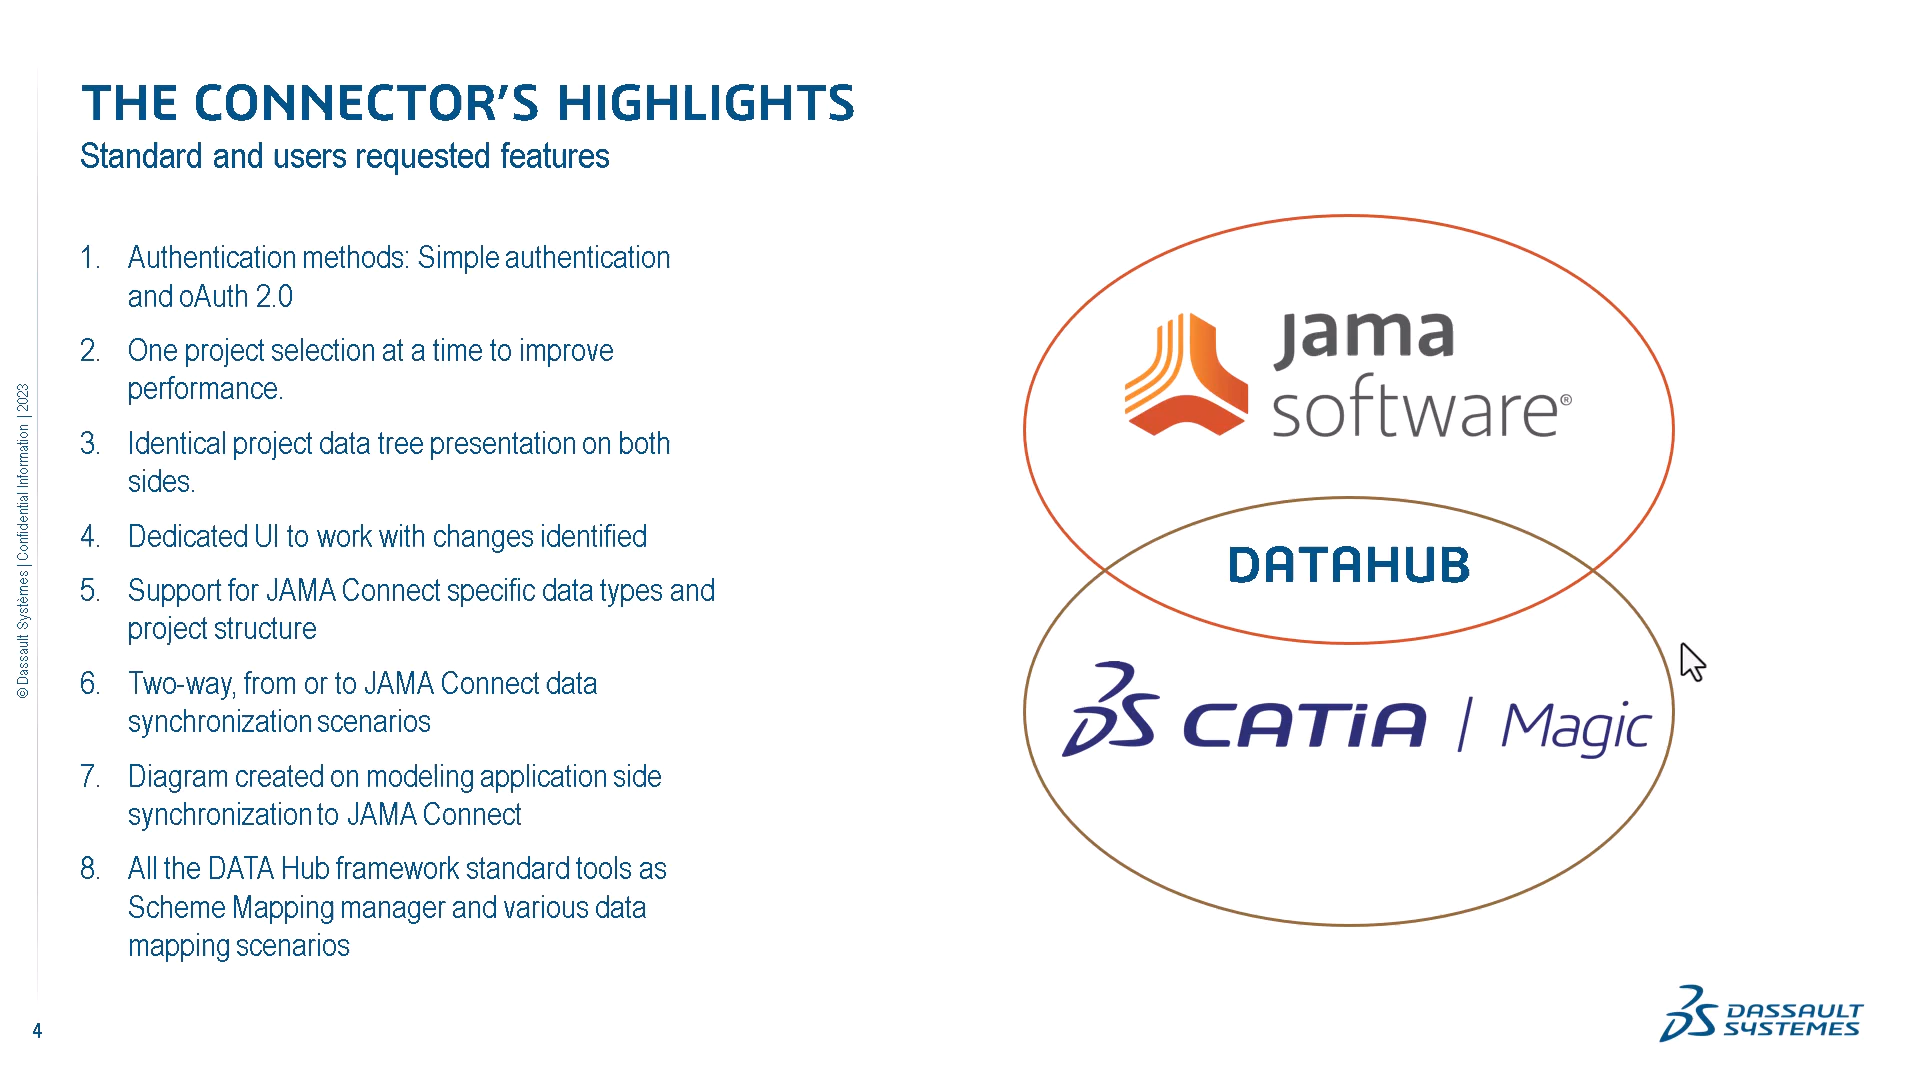 THE CONNECTOR'S HIGHLIGHTS
Standard and users requested features
1. Authentication methods: Simple authentication
and oAuth 2.0
2. One project selection at a time to improve
performance.
3. Identical project data tree presentation on both
sides.
4. Dedicated UI to work with changes identified
5. Support for JAMA Connect specific data types and
project structure
6. Two-way, from or to JAMA Connect data
synchronization scenarios
7. Diagram created on modeling application side
synchronization to JAMA Connect
8. All the DATA Hub framework standard tools as
Scheme Mapping manager and various data
mapping scenarios
jama
software®
DATAHUB
3DS CATIA | Magic
© Dassault Systèmes | Confidential Information | 2023
4
3DS DASSAULT
SYSTEMES